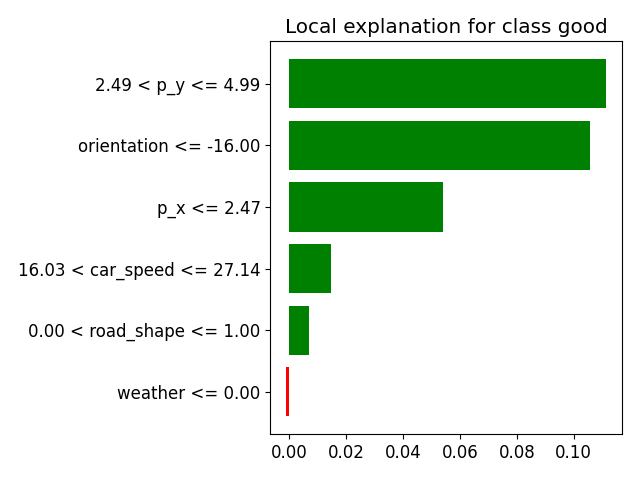 Local explanation for class good
2.49 < p_y <= 4.99
orientation <= -16.00
p_x <= 2.47
16.03 < car_speed <= 27.14
0.00 < road_shape <= 1.00
weather <= 0.00
0.00 0.02 0.04 0.06 0.08 0.10